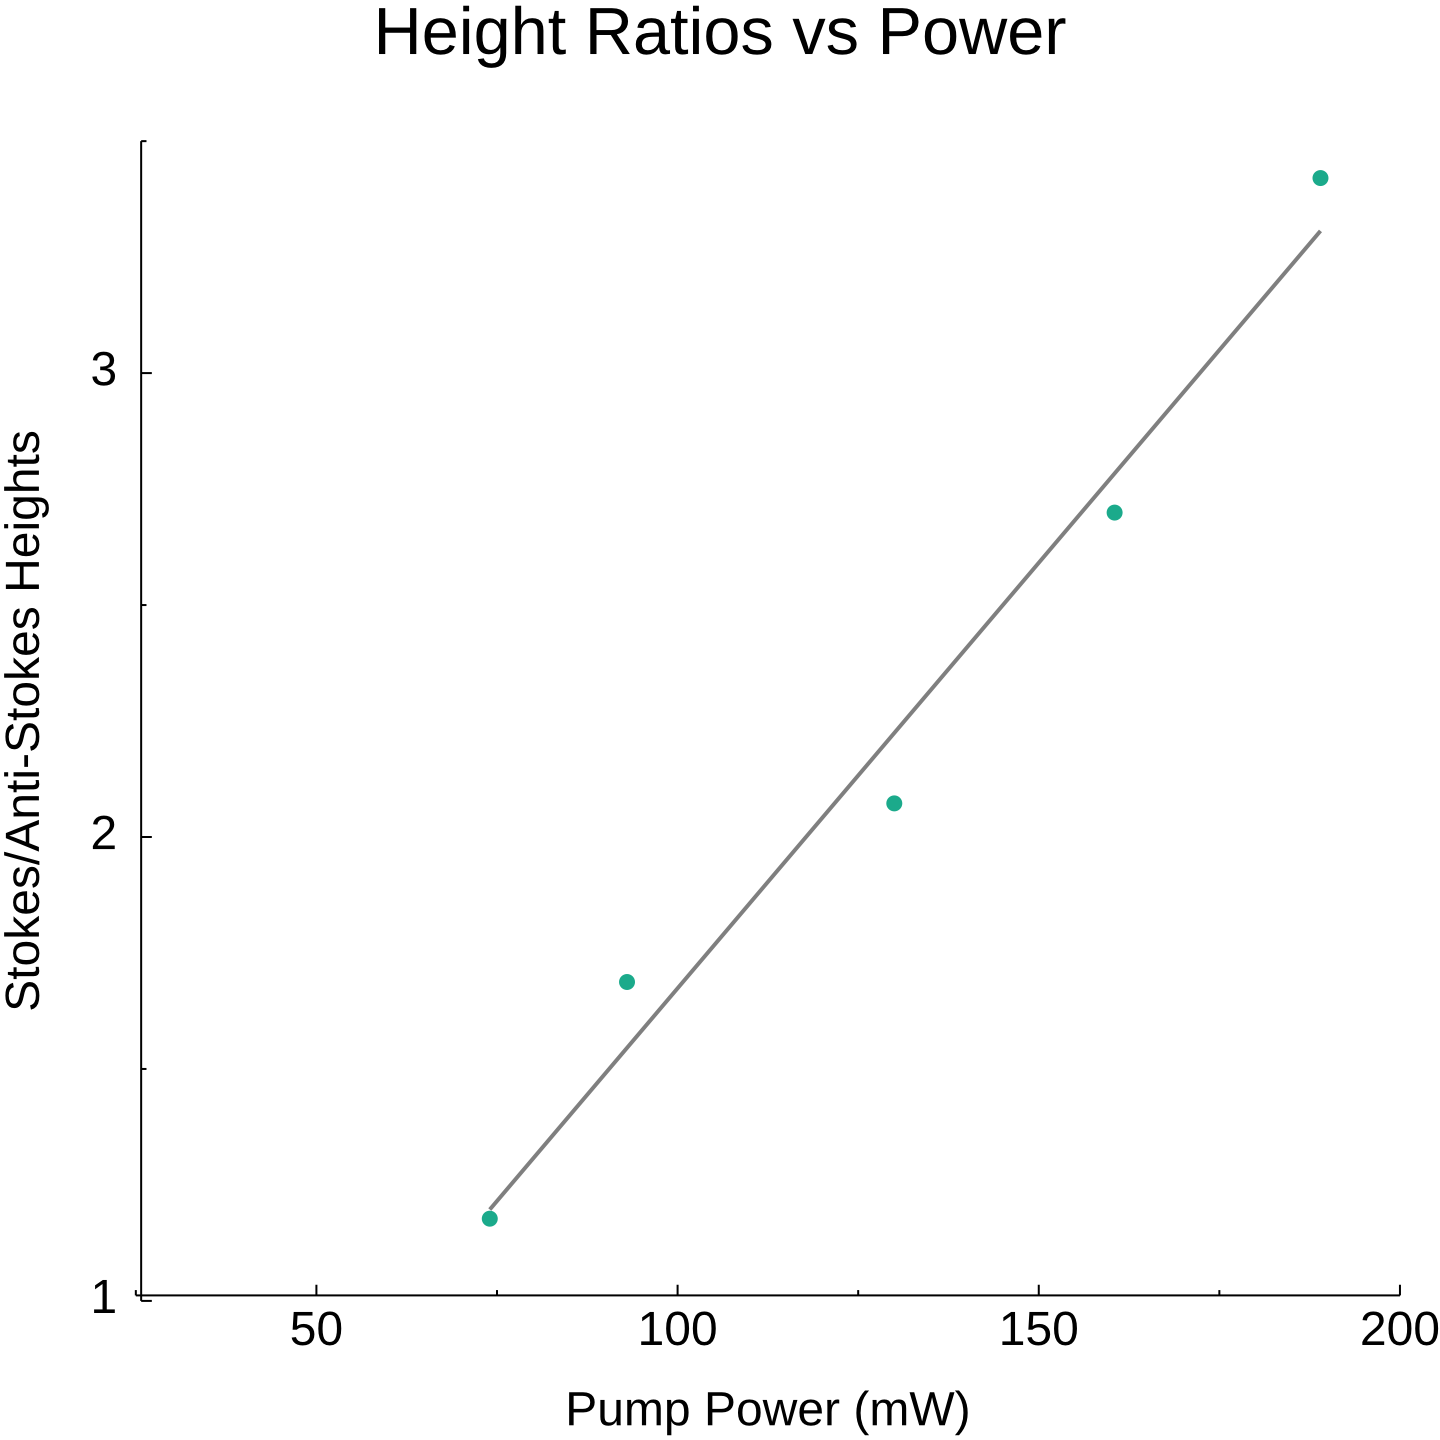 Height Ratios vs Power
3
2
1
Stokes/Anti-Stokes Heights
50 100 150 200
Pump Power (mW)